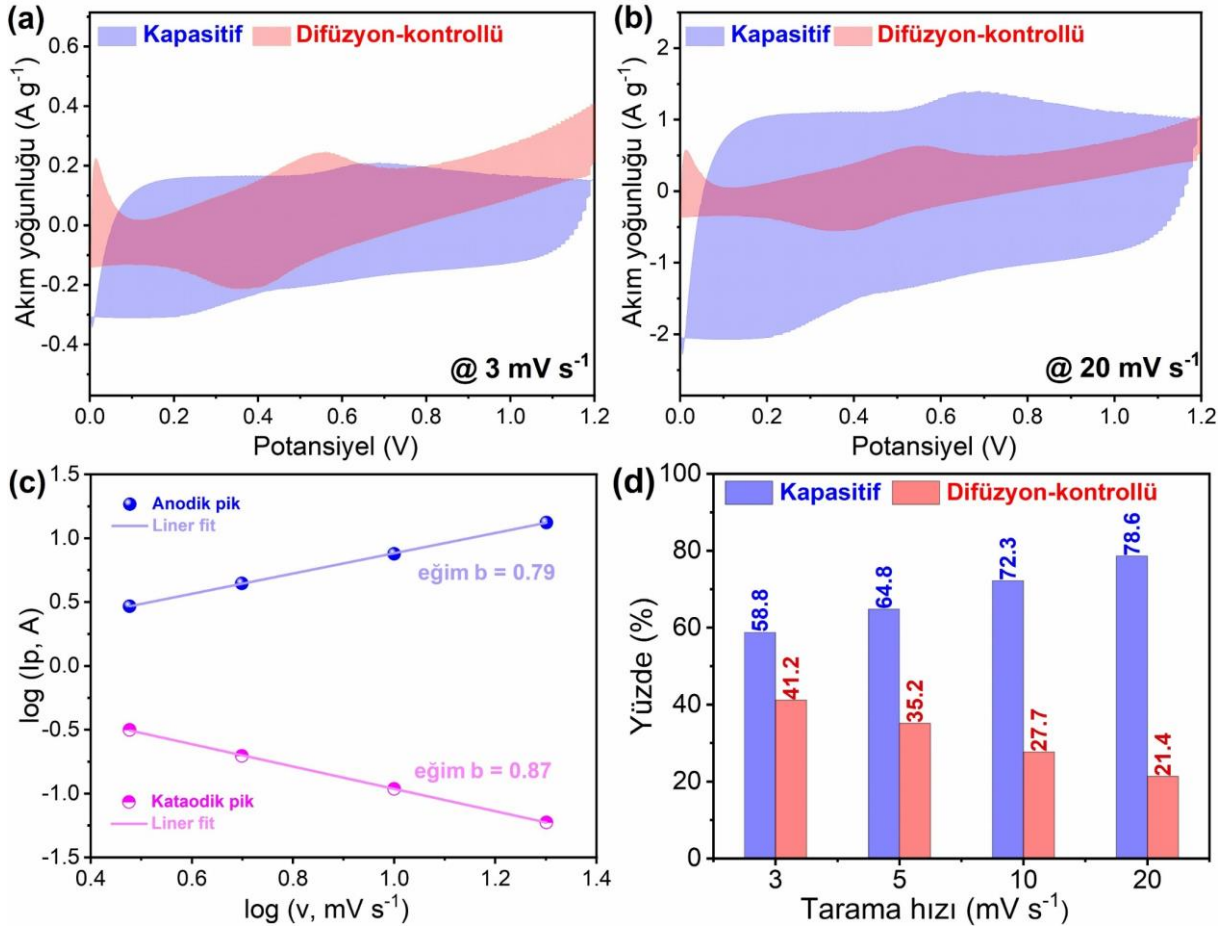 (a)
Kapasitif
Difüzyon-kontrollü
0.6
0.4
0.2
0.0
-0.2
-0.4
Akım yoğunluğu (A g⁻¹)
@ 3 mV s⁻¹
0.0 0.2 0.4 0.6 0.8 1.0 1.2
Potansiyel (V)
(b)
Kapasitif
Difüzyon-kontrollü
2
1
0
-1
-2
Akım yoğunluğu (A g⁻¹)
@ 20 mV s⁻¹
0.0 0.2 0.4 0.6 0.8 1.0 1.2
Potansiyel (V)
(c)
Anodik pik
Liner fit
eğim b = 0.79
eğim b = 0.87
Kataodik pik
Liner fit
1.5
1.0
0.5
0.0
-0.5
-1.0
-1.5
log (Ip, A)
0.4 0.6 0.8 1.0 1.2 1.4
log (v, mV s⁻¹)
(d)
Kapasitif
Difüzyon-kontrollü
100
80
60
40
20
0
Yüzde (%)
58.8
41.2
64.8
35.2
72.3
27.7
78.6
21.4
3 5 10 20
Tarama hızı (mV s⁻¹)